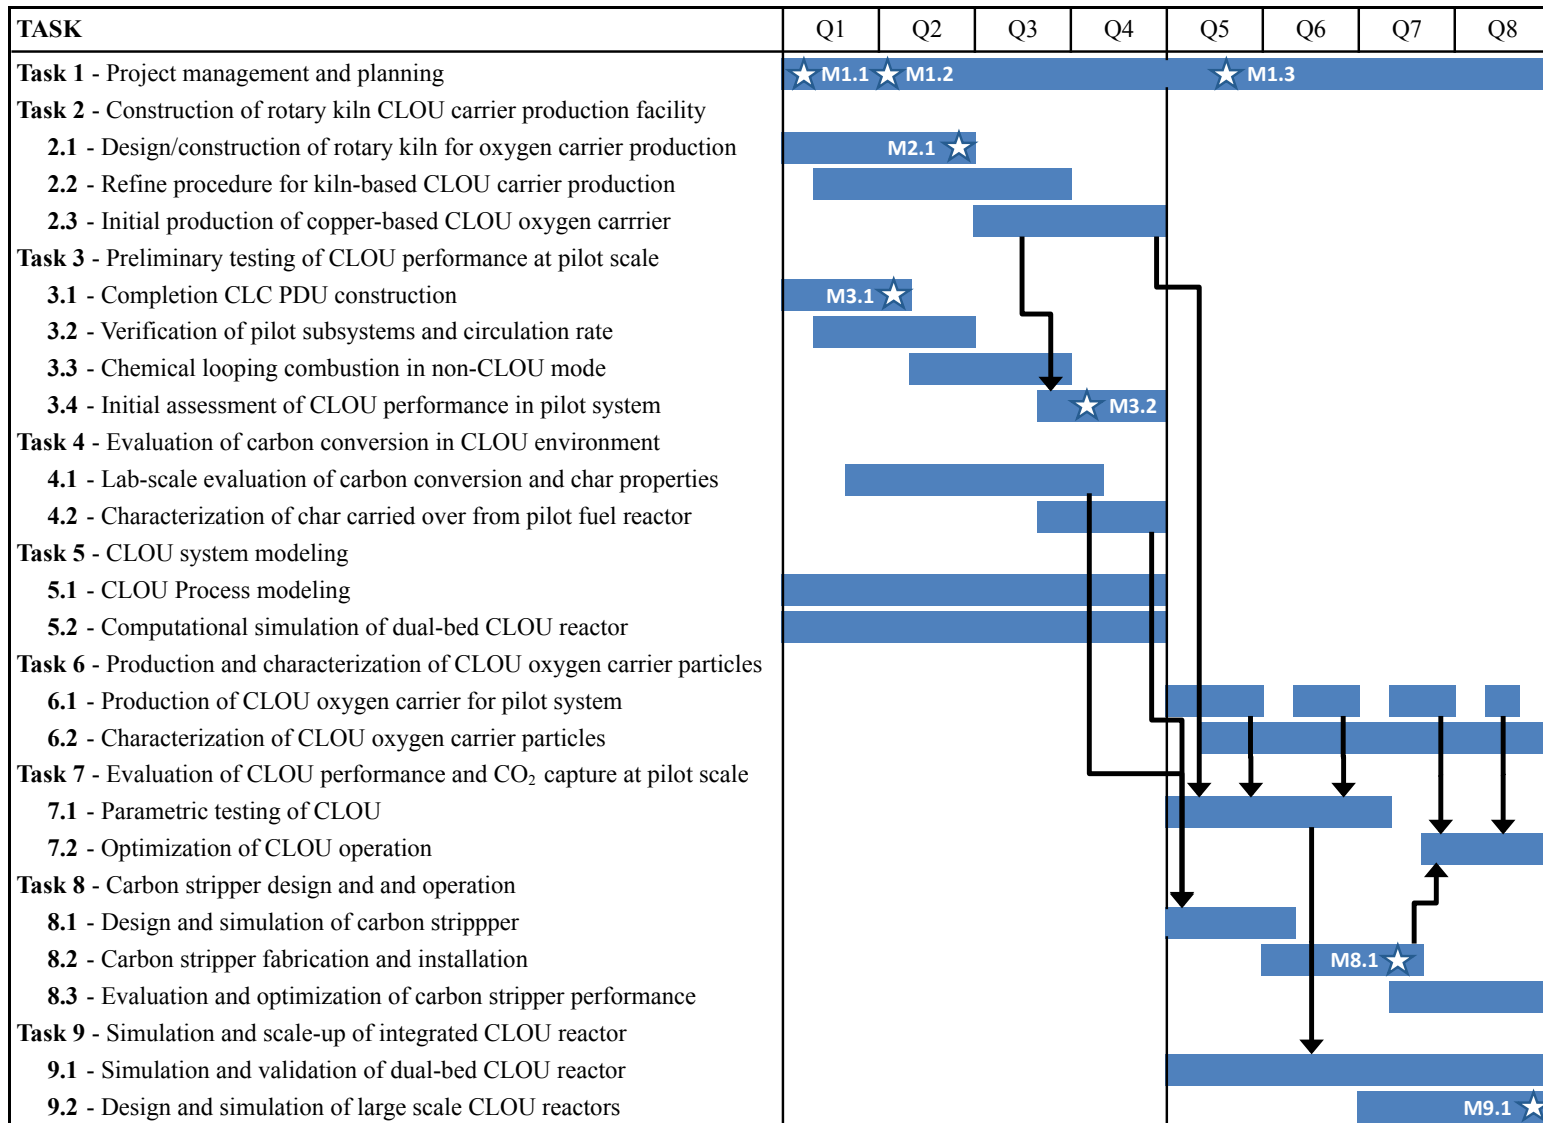 TASK Q1 Q2 Q3 Q4 Q5 Q6 Q7 Q8
Task 1 - Project management and planning M1.1 M1.2 M1.3
Task 2 - Construction of rotary kiln CLOU carrier production facility
2.1 - Design/construction of rotary kiln for oxygen carrier production M2.1
2.2 - Refine procedure for kiln-based CLOU carrier production
2.3 - Initial production of copper-based CLOU oxygen carrrier
Task 3 - Preliminary testing of CLOU performance at pilot scale
3.1 - Completion CLC PDU construction M3.1
3.2 - Verification of pilot subsystems and circulation rate
3.3 - Chemical looping combustion in non-CLOU mode
3.4 - Initial assessment of CLOU performance in pilot system M3.2
Task 4 - Evaluation of carbon conversion in CLOU environment
4.1 - Lab-scale evaluation of carbon conversion and char properties
4.2 - Characterization of char carried over from pilot fuel reactor
Task 5 - CLOU system modeling
5.1 - CLOU Process modeling
5.2 - Computational simulation of dual-bed CLOU reactor
Task 6 - Production and characterization of CLOU oxygen carrier particles
6.1 - Production of CLOU oxygen carrier for pilot system
6.2 - Characterization of CLOU oxygen carrier particles
Task 7 - Evaluation of CLOU performance and CO₂ capture at pilot scale
7.1 - Parametric testing of CLOU
7.2 - Optimization of CLOU operation
Task 8 - Carbon stripper design and and operation
8.1 - Design and simulation of carbon strippper
8.2 - Carbon stripper fabrication and installation M8.1
8.3 - Evaluation and optimization of carbon stripper performance
Task 9 - Simulation and scale-up of integrated CLOU reactor
9.1 - Simulation and validation of dual-bed CLOU reactor
9.2 - Design and simulation of large scale CLOU reactors M9.1